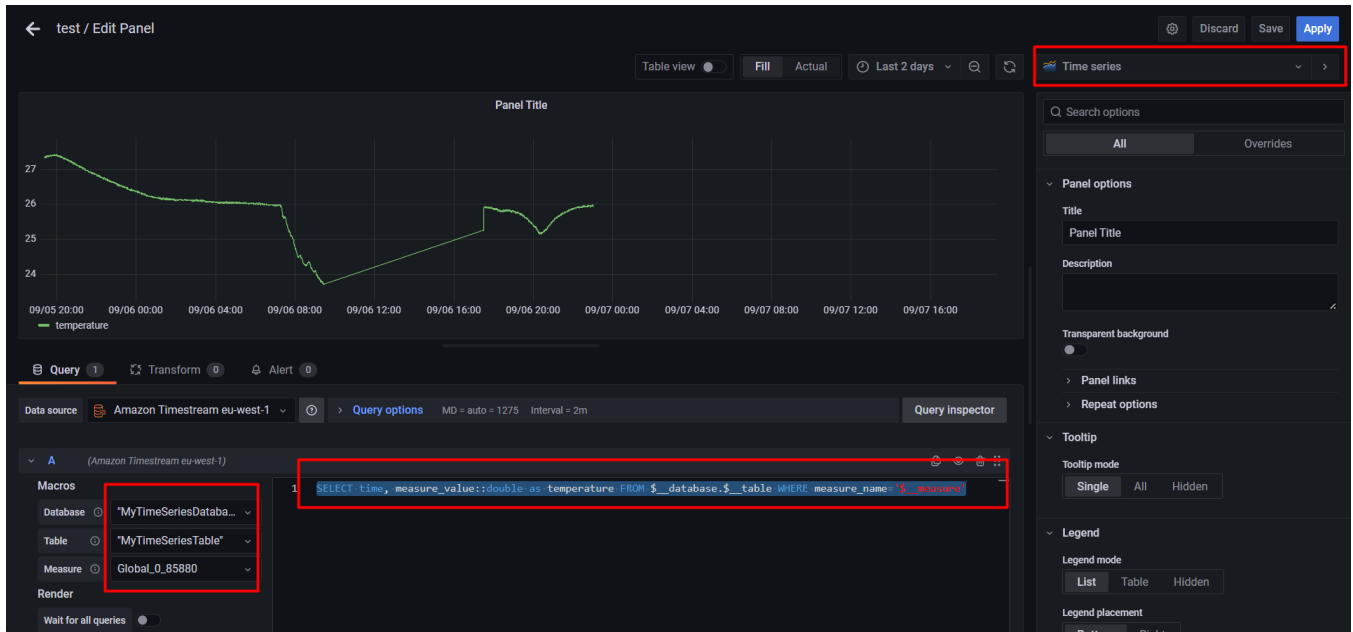 test / Edit Panel
Discard Save Apply
Table view Fill Actual Last 2 days
Time series
Panel Title
27
26
25
24
09/05 20:00 09/06 00:00 09/06 04:00 09/06 08:00 09/06 12:00 09/06 16:00 09/06 20:00 09/07 00:00 09/07 04:00 09/07 08:00 09/07 12:00 09/07 16:00
temperature
Search options
All Overrides
Panel options
Title
Panel Title
Description
Transparent background
Panel links
Repeat options
Tooltip
Tooltip mode
Single All Hidden
Legend
Legend mode
List Table Hidden
Legend placement
Query 1 Transform 0 Alert 0
Data source Amazon Timestream eu-west-1 Query options MD = auto = 1275 Interval = 2m Query inspector
A (Amazon Timestream eu-west-1)
Macros
Database "MyTimeSeriesDataba...
Table "MyTimeSeriesTable"
Measure Global_0_85880
Render
Wait for all queries
1 SELECT time, measure_value::double as temperature FROM $__database.$__table WHERE measure_name='$__measure'